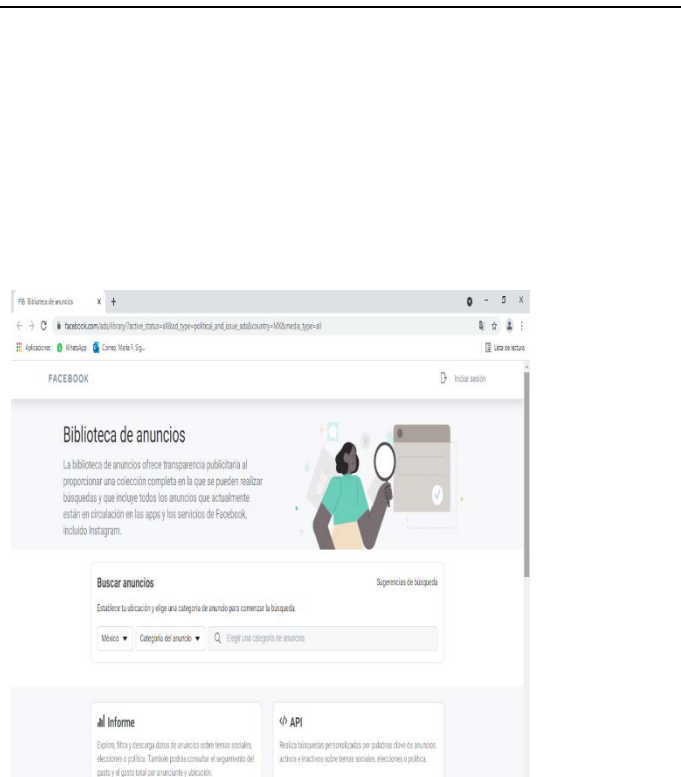 Biblioteca de anuncios
facebook.com/ads/library/?active_status=all&ad_type=political_and_issue_ads&country=MX&media_type=all
Aplicaciones WhatsApp Correo: Maria F. Sig...
Lista de lectura
FACEBOOK
Iniciar sesión
Biblioteca de anuncios
La biblioteca de anuncios ofrece transparencia publicitaria al
proporcionar una colección completa en la que se pueden realizar
búsquedas y que incluye todos los anuncios que actualmente
están en circulación en las apps y los servicios de Facebook,
incluido Instagram.
Buscar anuncios
Sugerencias de búsqueda
Establece tu ubicación y elige una categoría de anuncio para comenzar la búsqueda.
México Categoría del anuncio Elegir una categoría de anuncios
Informe
Explora, filtra y descarga datos de anuncios sobre temas sociales,
elecciones o política. También podrás consultar el seguimiento del
gasto y el gasto total por anunciante y ubicación.
</> API
Realiza búsquedas personalizadas por palabras clave de anuncios
activos e inactivos sobre temas sociales, elecciones o política.